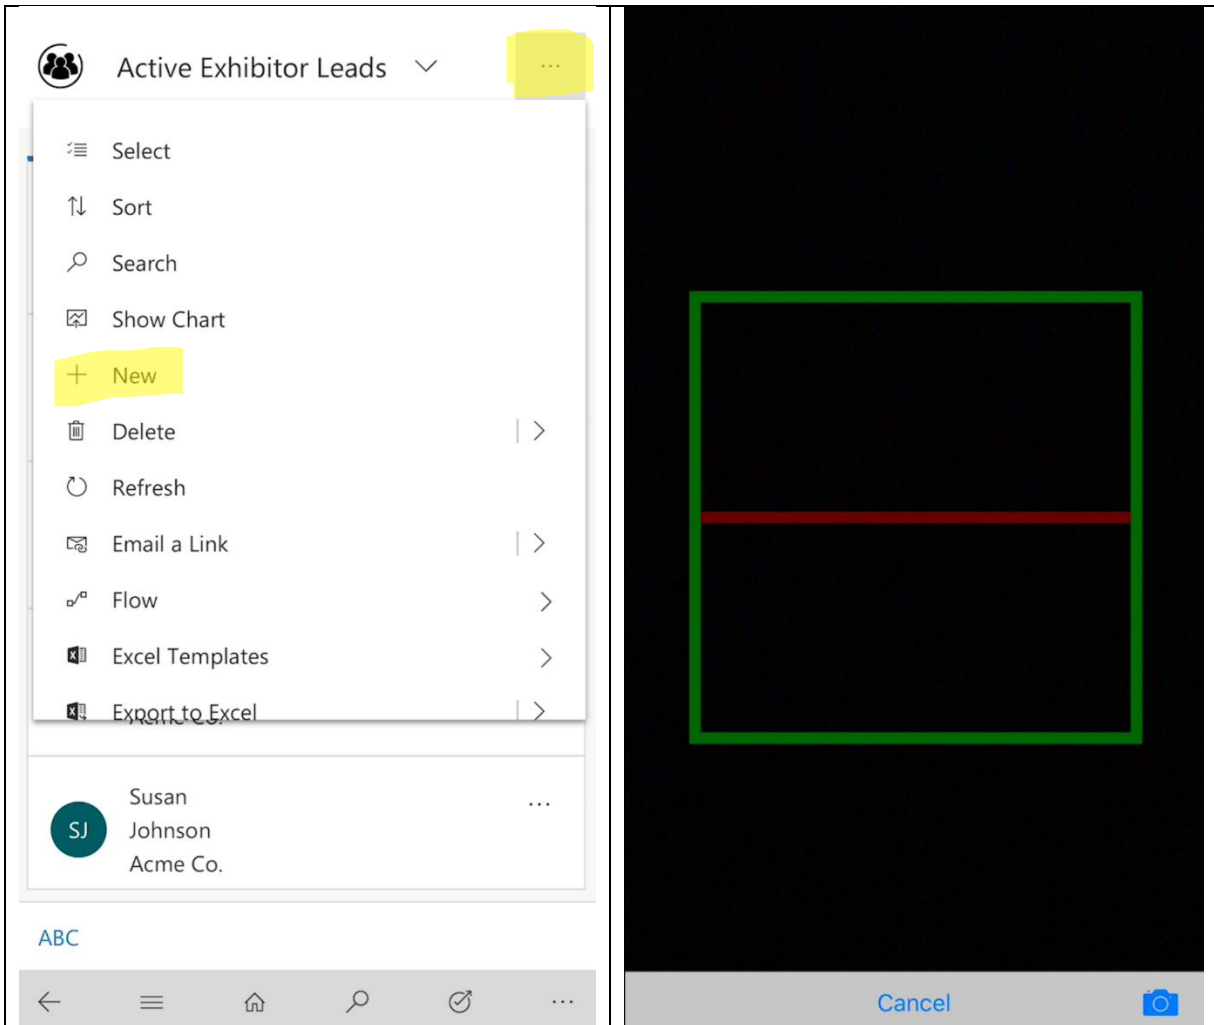 Active Exhibitor Leads
...
Select
Sort
Search
Show Chart
New
Delete
Refresh
Email a Link
Flow
Excel Templates
Export to Excel
Susan
Johnson
Acme Co.
...
SJ
ABC
...
Cancel